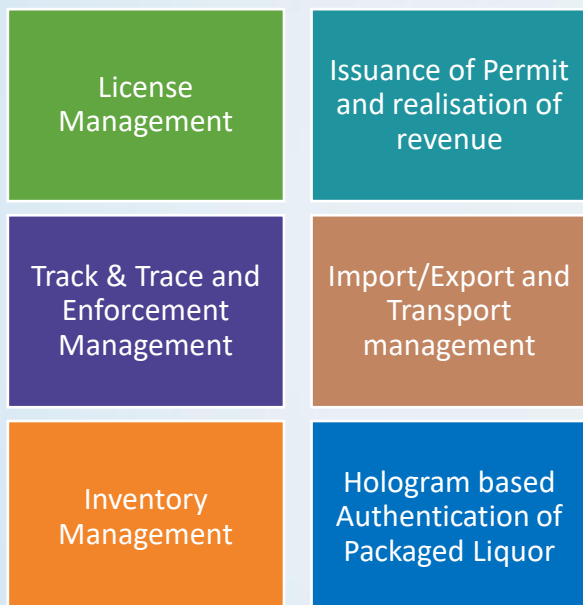 License
Management
Issuance of Permit
and realisation of
revenue
Track & Trace and
Enforcement
Management
Import/Export and
Transport
management
Inventory
Management
Hologram based
Authentication of
Packaged Liquor